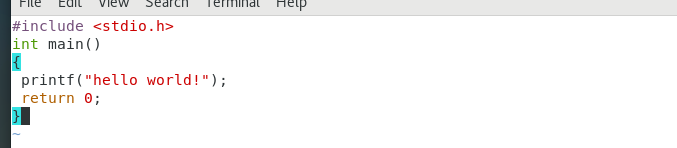 File Edit View Search Terminal Help
#include <stdio.h>
int main()
{
 printf("hello world!");
 return 0;
}
~